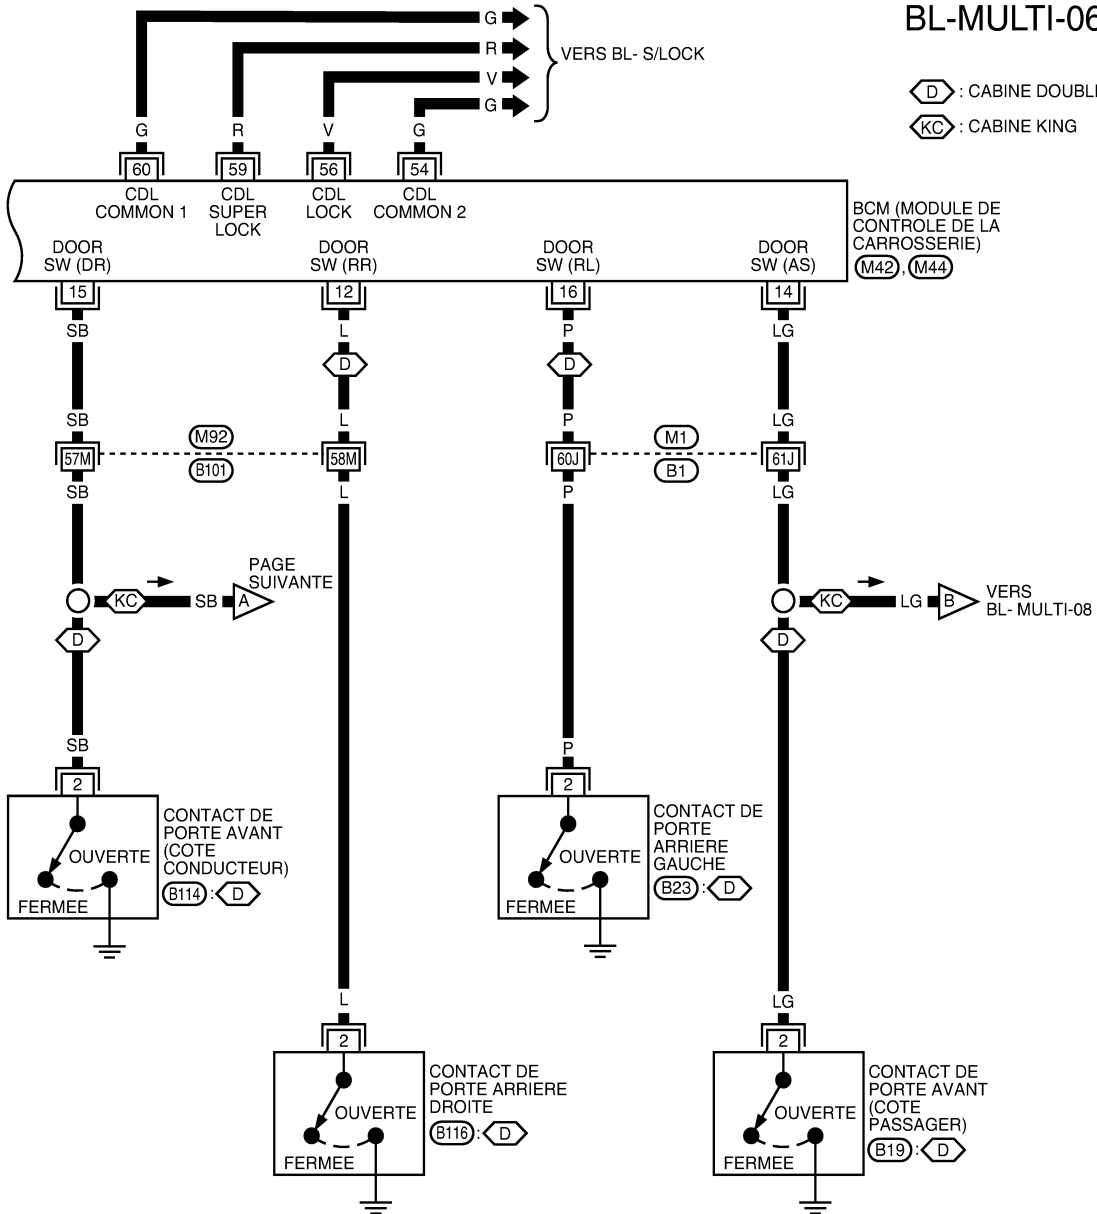 BL-MULTI-06
G
R
V
G
VERS BL- S/LOCK
D : CABINE DOUBLE
KC : CABINE KING
G R V G
60 59 56 54
CDL COMMON 1
CDL SUPER LOCK
CDL LOCK
CDL COMMON 2
BCM (MODULE DE
CONTROLE DE LA
CARROSSERIE)
M42 , M44
DOOR SW (DR)
DOOR SW (RR)
DOOR SW (RL)
DOOR SW (AS)
15 12 16 14
SB L P LG
D D
SB L P LG
57M M92 B101 58M 60J M1 B1 61J
SB L P LG
PAGE
SUIVANTE
KC SB A
KC LG B
VERS
BL- MULTI-08
D D
SB P
2 2
OUVERTE
FERMEE
CONTACT DE
PORTE AVANT
(COTE
CONDUCTEUR)
B114 : D
OUVERTE
FERMEE
CONTACT DE
PORTE
ARRIERE
GAUCHE
B23 : D
L LG
2 2
OUVERTE
FERMEE
CONTACT DE
PORTE ARRIERE
DROITE
B116 : D
OUVERTE
FERMEE
CONTACT DE
PORTE AVANT
(COTE
PASSAGER)
B19 : D